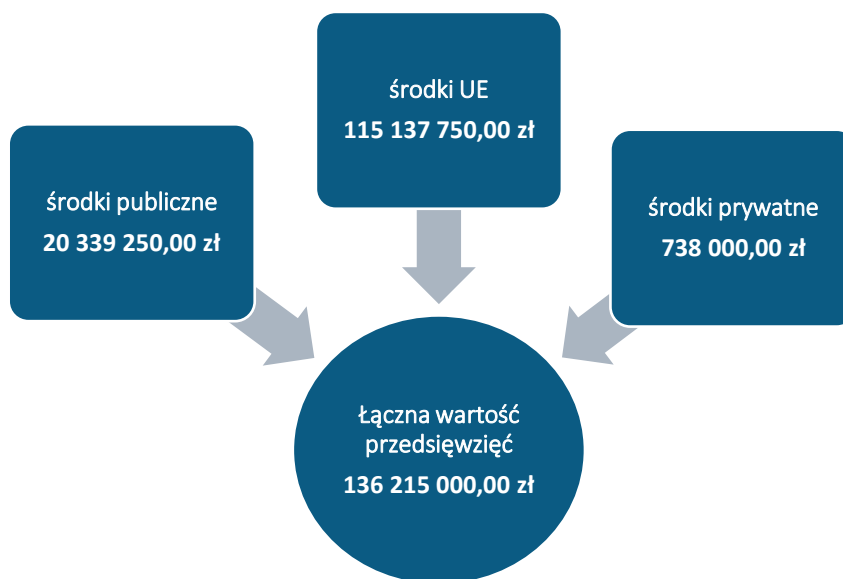 środki UE
115 137 750,00 zł
środki publiczne
20 339 250,00 zł
środki prywatne
738 000,00 zł
Łączna wartość
przedsięwzięć
136 215 000,00 zł